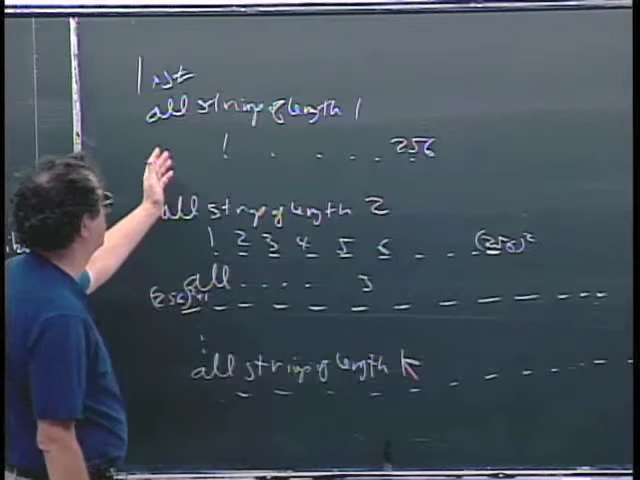 list
all strings of length 1
1 . . . . 256
all strings of length 2
1 2 3 4 5 6 . . . (256)²
all . . . . 3
(256)²+1
:
all strings of length k